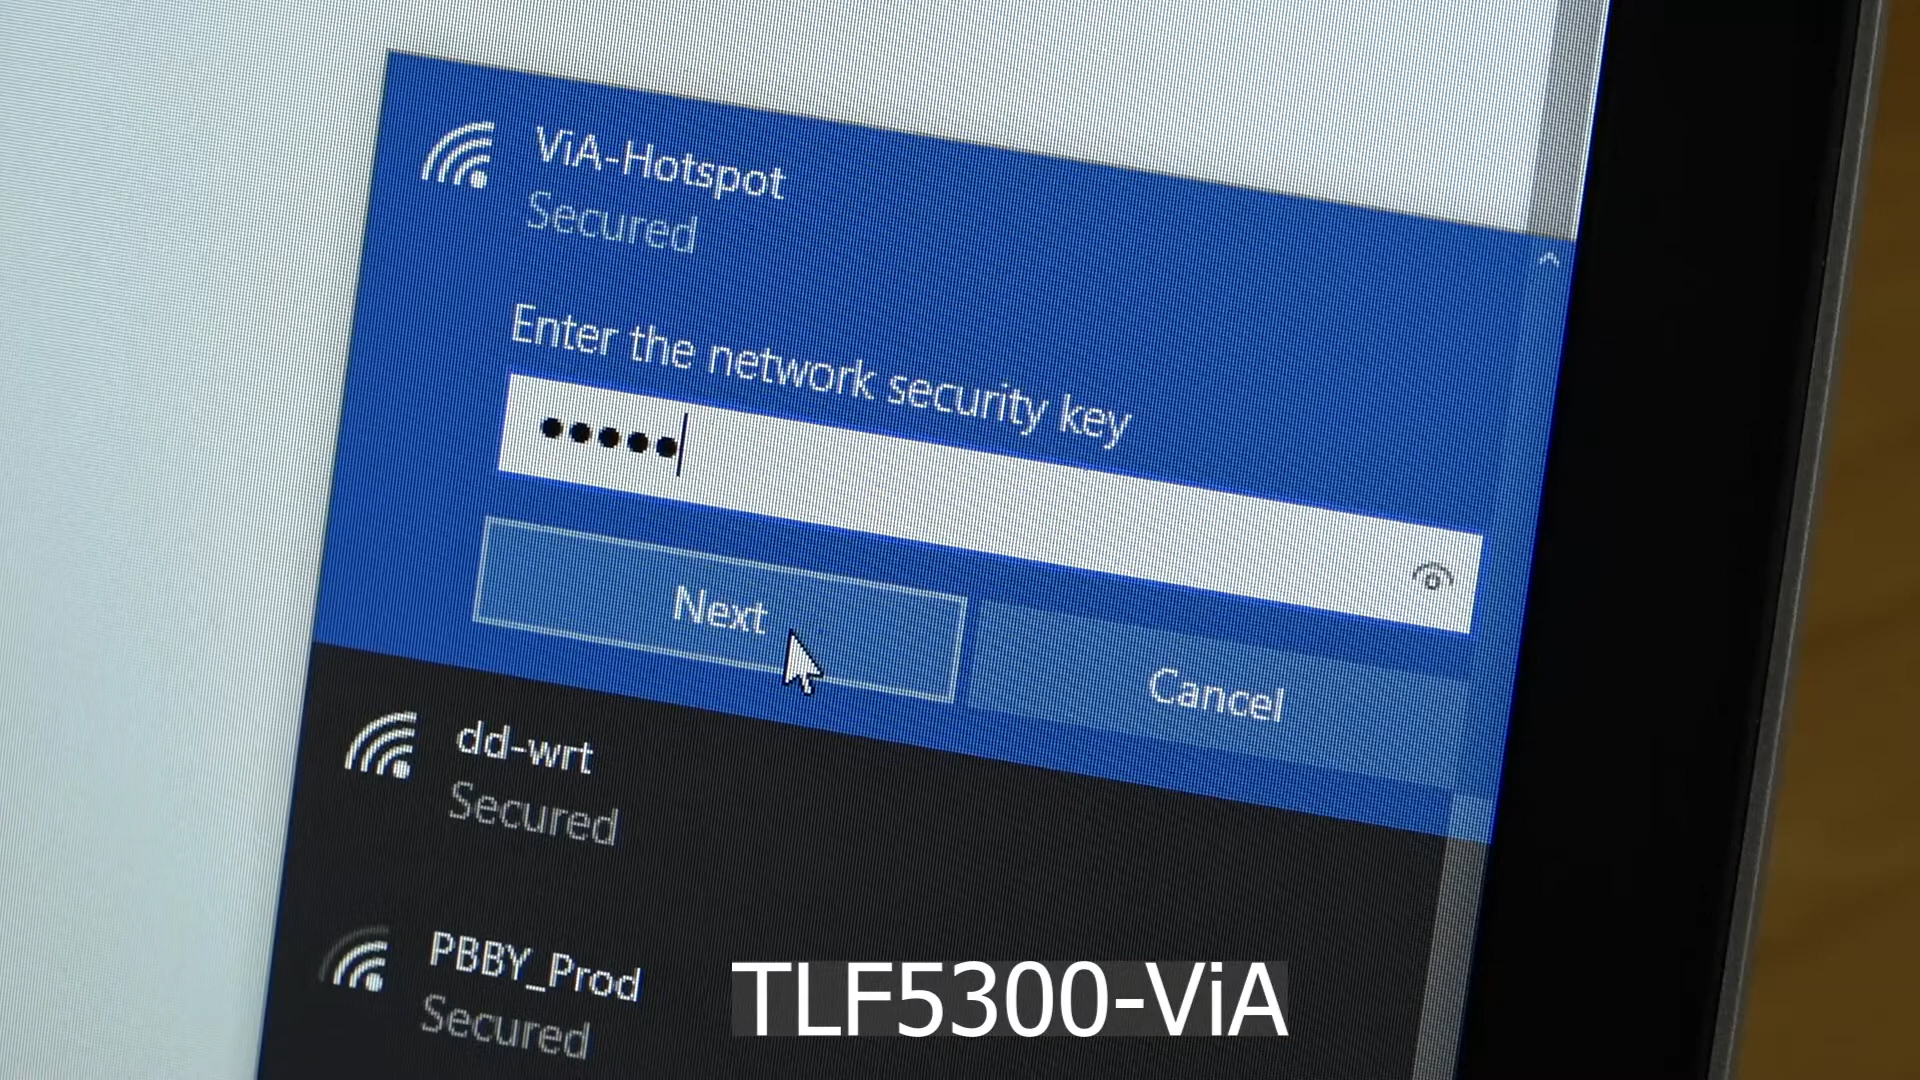 ViA-Hotspot
Secured
Enter the network security key
•••••
Next
Cancel
dd-wrt
Secured
PBBY_Prod
Secured
TLF5300-ViA